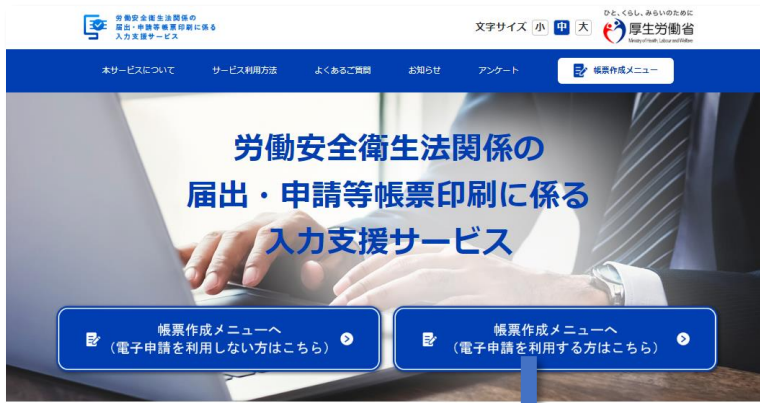 労働安全衛生法関係の
届出・申請等帳票印刷に係る
入力支援サービス
文字サイズ 小 中 大
ひと、くらし、みらいのために
厚生労働省
Ministry of Health, Labour and Welfare
本サービスについて サービス利用方法 よくあるご質問 お知らせ アンケート 帳票作成メニュー
労働安全衛生法関係の
届出・申請等帳票印刷に係る
入力支援サービス
帳票作成メニューへ
（電子申請を利用しない方はこちら）
帳票作成メニューへ
（電子申請を利用する方はこちら）